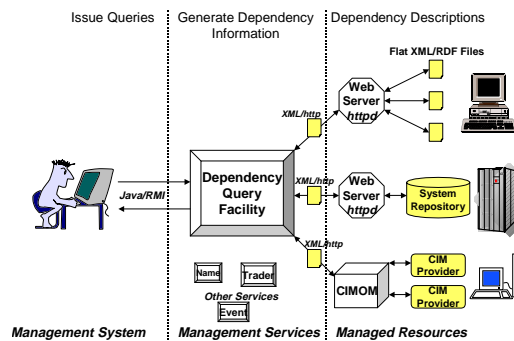 Issue Queries
Generate Dependency
Information
Dependency Descriptions
Flat XML/RDF Files
Web
Server
httpd
XML/http
Java/RMI
Dependency
Query
Facility
XML/http
Web
Server
httpd
System
Repository
XML/http
CIMOM
CIM
Provider
CIM
Provider
Name
Trader
Other Services
Event
Management System
Management Services
Managed Resources